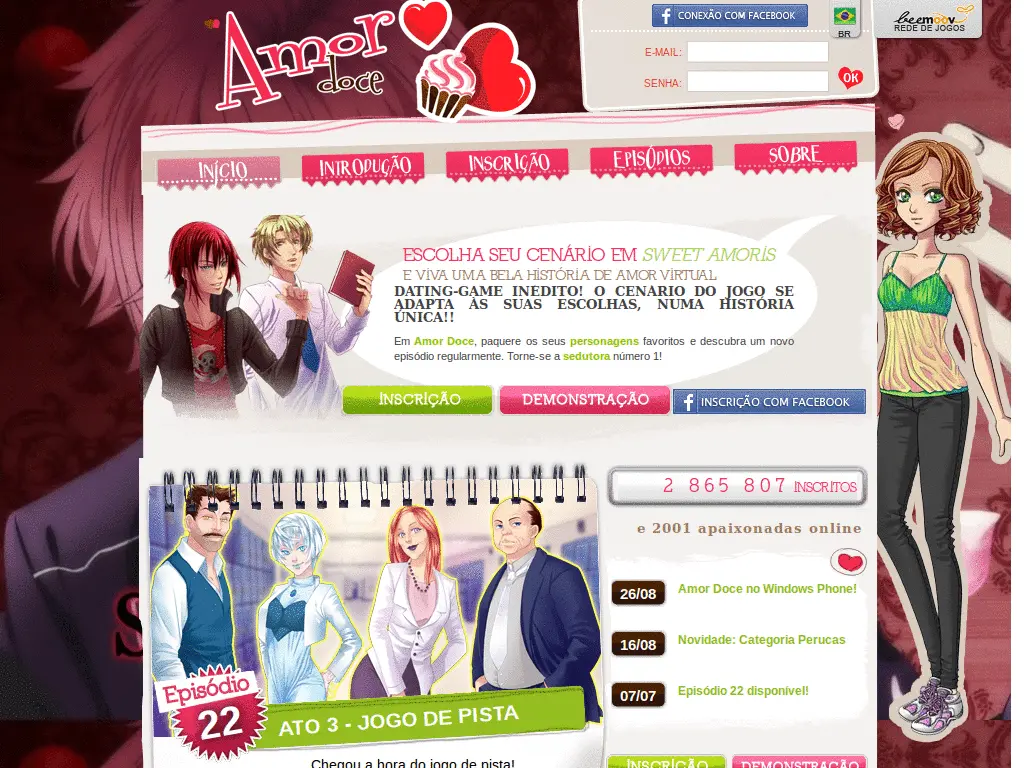 Amor
doce
CONEXÃO COM FACEBOOK
BR
beemoov
REDE DE JOGOS
E-MAIL:
SENHA:
OK
INÍCIO
INTRODUÇÃO
INSCRIÇÃO
EPISÓDIOS
SOBRE
ESCOLHA SEU CENÁRIO EM SWEET AMORIS
E VIVA UMA BELA HISTÓRIA DE AMOR VIRTUAL
DATING-GAME INEDITO! O CENARIO DO JOGO SE
ADAPTA ÀS SUAS ESCOLHAS, NUMA HISTÓRIA
ÚNICA!!
Em Amor Doce, paquere os seus personagens favoritos e descubra um novo
episódio regularmente. Torne-se a sedutora número 1!
INSCRIÇÃO
DEMONSTRAÇÃO
INSCRIÇÃO COM FACEBOOK
2 865 807 INSCRITOS
e 2001 apaixonadas online
26/08 Amor Doce no Windows Phone!
16/08 Novidade: Categoria Perucas
07/07 Episódio 22 disponível!
Episódio
22
ATO 3 - JOGO DE PISTA
Chegou a hora do jogo de pista!
INSCRIÇÃO
DEMONSTRAÇÃO